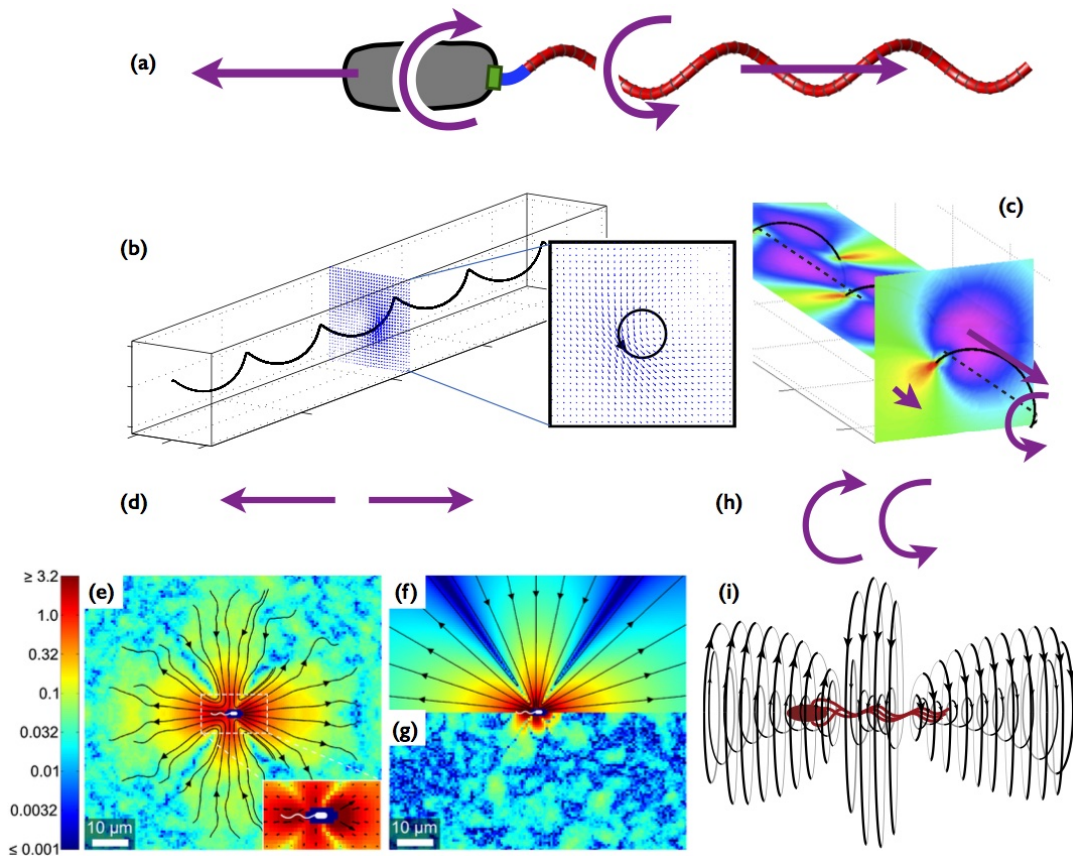 (a)
(b)
(c)
(d)
(h)
≥ 3.2
1.0
0.32
0.1
0.032
0.01
0.0032
≤ 0.001
(e)
10 µm
(f)
(g)
10 µm
(i)